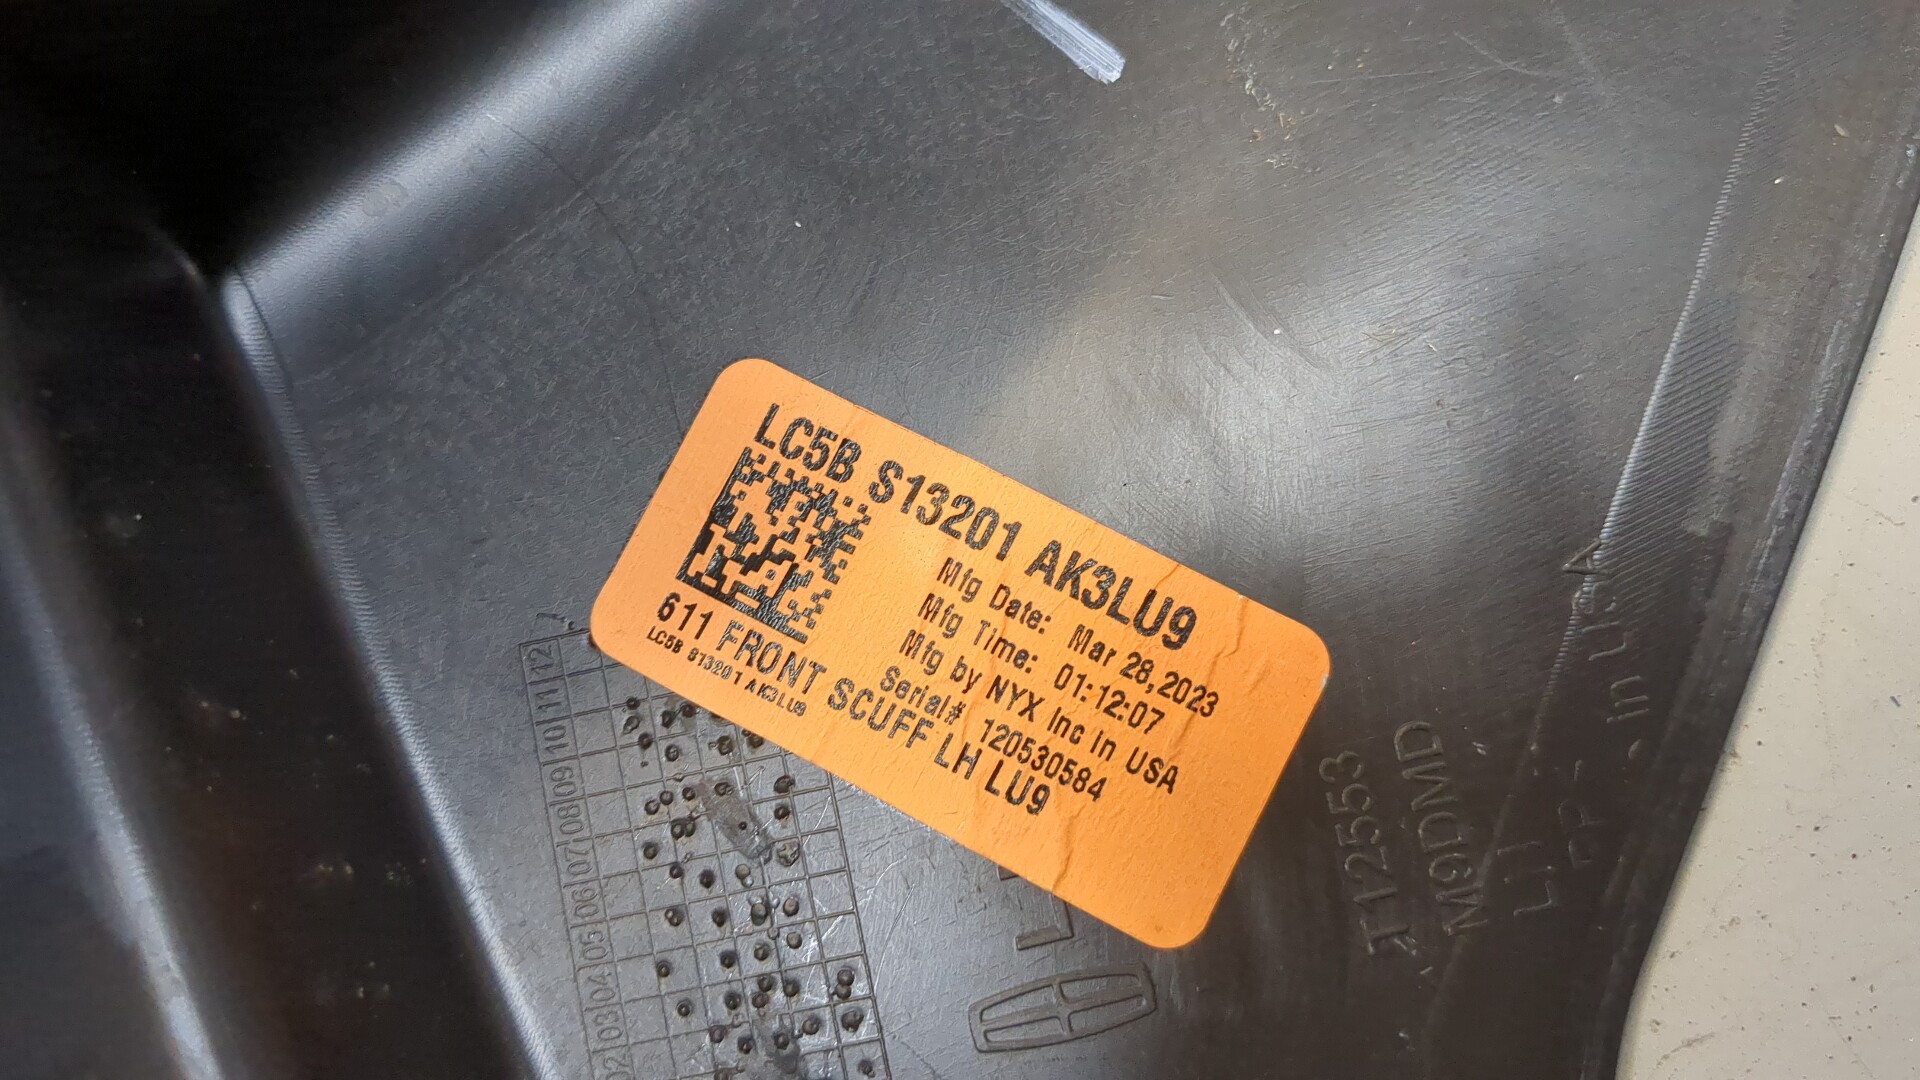 LC5B S13201 AK3LU9
Mfg Date: Mar 28,2023
Mfg Time: 01:12:07
Mfg by NYX Inc in USA
Serial# 120530584
611 FRONT SCUFF LH LU9
LC5B S13201 AK3LU9
12
11
10
09
08
07
06
05
04
03
02
T12553
M9DMD